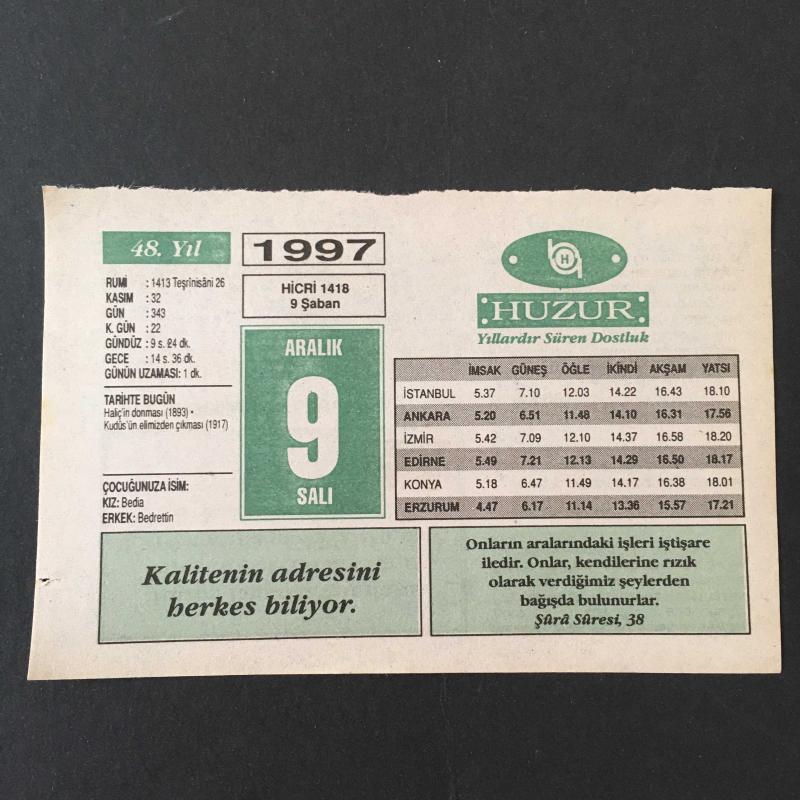 48. Yıl
1997
RUMİ : 1413 Teşrînisâni 26
KASIM : 32
GÜN : 343
K. GÜN : 22
GÜNDÜZ : 9 s. 24 dk.
GECE : 14 s. 36 dk.
GÜNÜN UZAMASI: 1 dk.
HİCRİ 1418
9 Şaban
TARİHTE BUGÜN
Haliç'in donması (1893) •
Kudüs'ün elimizden çıkması (1917)
ÇOCUĞUNUZA İSİM:
KIZ: Bedia
ERKEK: Bedrettin
ARALIK
9
SALI
H
HUZUR
Yıllardır Süren Dostluk
İMSAK GÜNEŞ ÖĞLE İKİNDİ AKŞAM YATSI
İSTANBUL 5.37 7.10 12.03 14.22 16.43 18.10
ANKARA 5.20 6.51 11.48 14.10 16.31 17.56
İZMİR 5.42 7.09 12.10 14.37 16.58 18.20
EDİRNE 5.49 7.21 12.13 14.29 16.50 18.17
KONYA 5.18 6.47 11.49 14.17 16.38 18.01
ERZURUM 4.47 6.17 11.14 13.36 15.57 17.21
Kalitenin adresini
herkes biliyor.
Onların aralarındaki işleri iştişare
iledir. Onlar, kendilerine rızık
olarak verdiğimiz şeylerden
bağışda bulunurlar.
Şûrâ Sûresi, 38